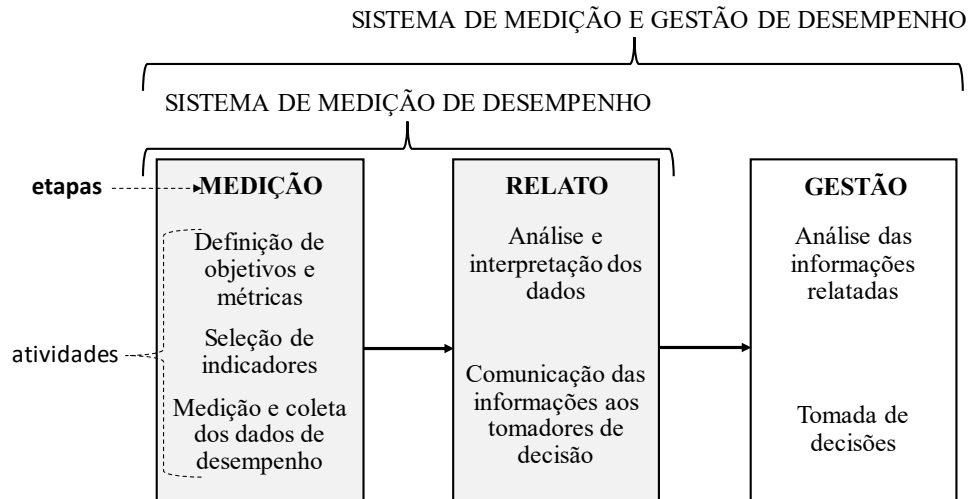 SISTEMA DE MEDIÇÃO E GESTÃO DE DESEMPENHO
SISTEMA DE MEDIÇÃO DE DESEMPENHO
etapas
MEDIÇÃO
Definição de
objetivos e
métricas
Seleção de
indicadores
Medição e coleta
dos dados de
desempenho
atividades
RELATO
Análise e
interpretação dos
dados
Comunicação das
informações aos
tomadores de
decisão
GESTÃO
Análise das
informações
relatadas
Tomada de
decisões